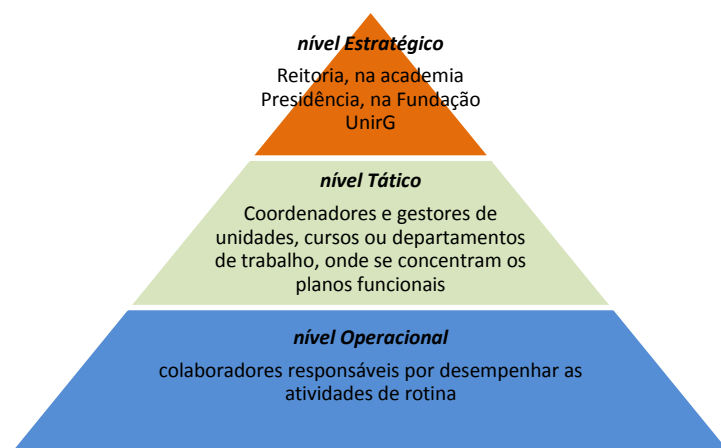 nível Estratégico
Reitoria, na academia
Presidência, na Fundação
UnirG
nível Tático
Coordenadores e gestores de
unidades, cursos ou departamentos
de trabalho, onde se concentram os
planos funcionais
nível Operacional
colaboradores responsáveis por desempenhar as
atividades de rotina